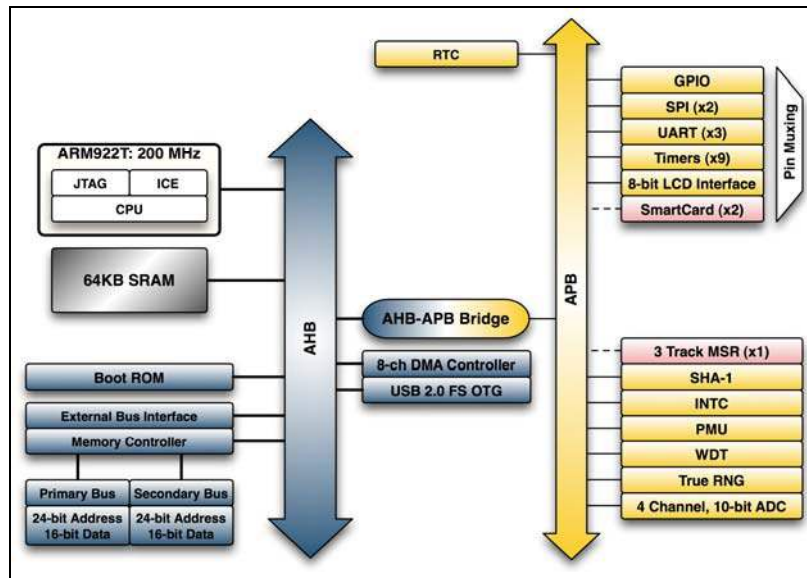 RTC
GPIO
SPI (x2)
UART (x3)
Timers (x9)
8-bit LCD Interface
SmartCard (x2)
Pin Muxing
ARM922T: 200 MHz
JTAG
ICE
CPU
64KB SRAM
AHB
AHB-APB Bridge
APB
8-ch DMA Controller
USB 2.0 FS OTG
Boot ROM
External Bus Interface
Memory Controller
Primary Bus
Secondary Bus
24-bit Address
16-bit Data
24-bit Address
16-bit Data
3 Track MSR (x1)
SHA-1
INTC
PMU
WDT
True RNG
4 Channel, 10-bit ADC